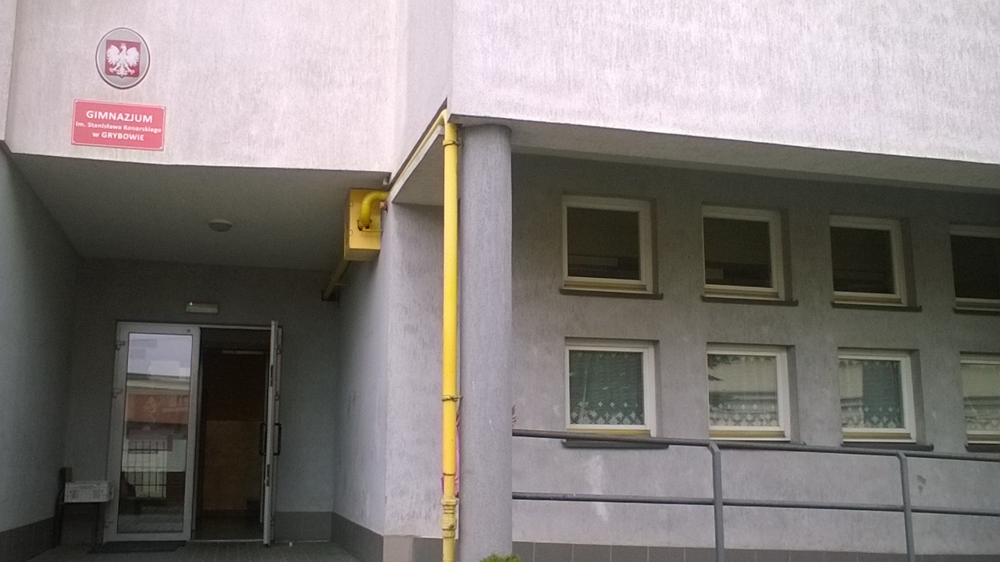 GIMNAZJUM
im. Stanisława Konarskiego
w GRYBOWIE